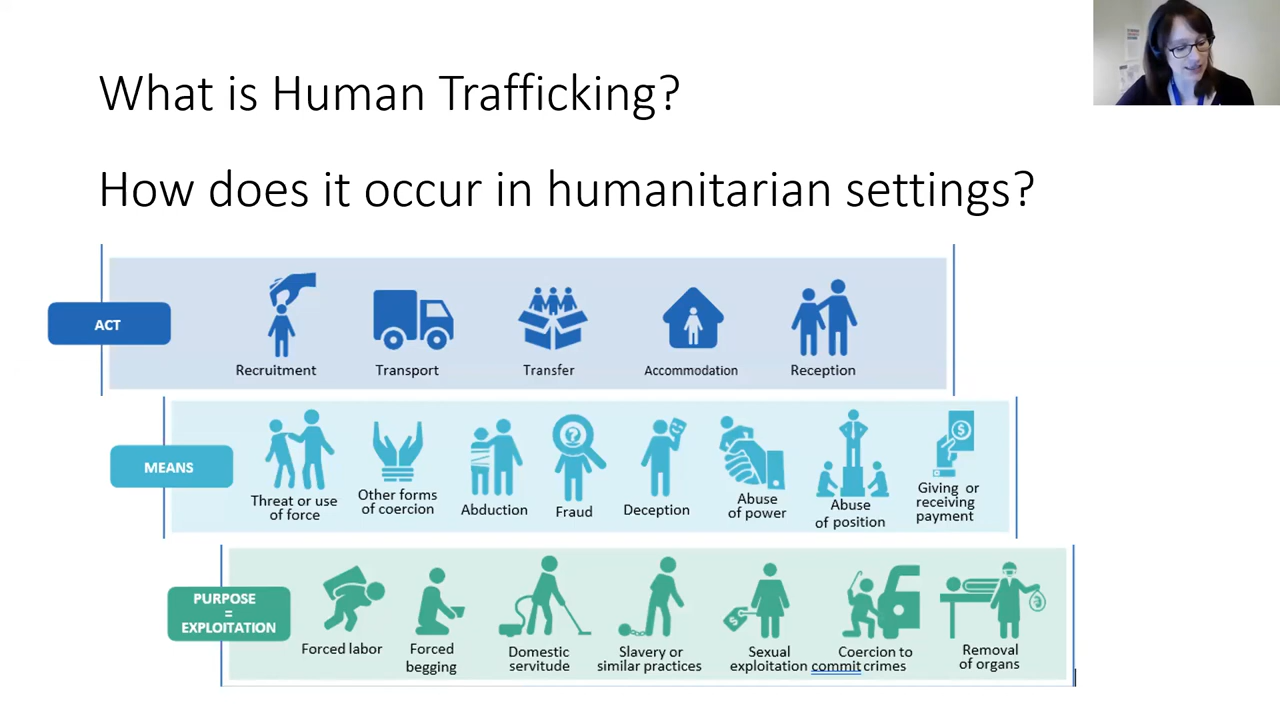 What is Human Trafficking?
How does it occur in humanitarian settings?
ACT
Recruitment
Transport
Transfer
Accommodation
Reception
MEANS
Threat or use
of force
Other forms
of coercion
Abduction
Fraud
?
Deception
Abuse
of power
Abuse
of position
$
Giving or
receiving
payment
PURPOSE
=
EXPLOITATION
Forced labor
Forced
begging
Domestic
servitude
Slavery or
similar practices
$
Sexual
exploitation
Coercion to
commit crimes
Removal
of organs